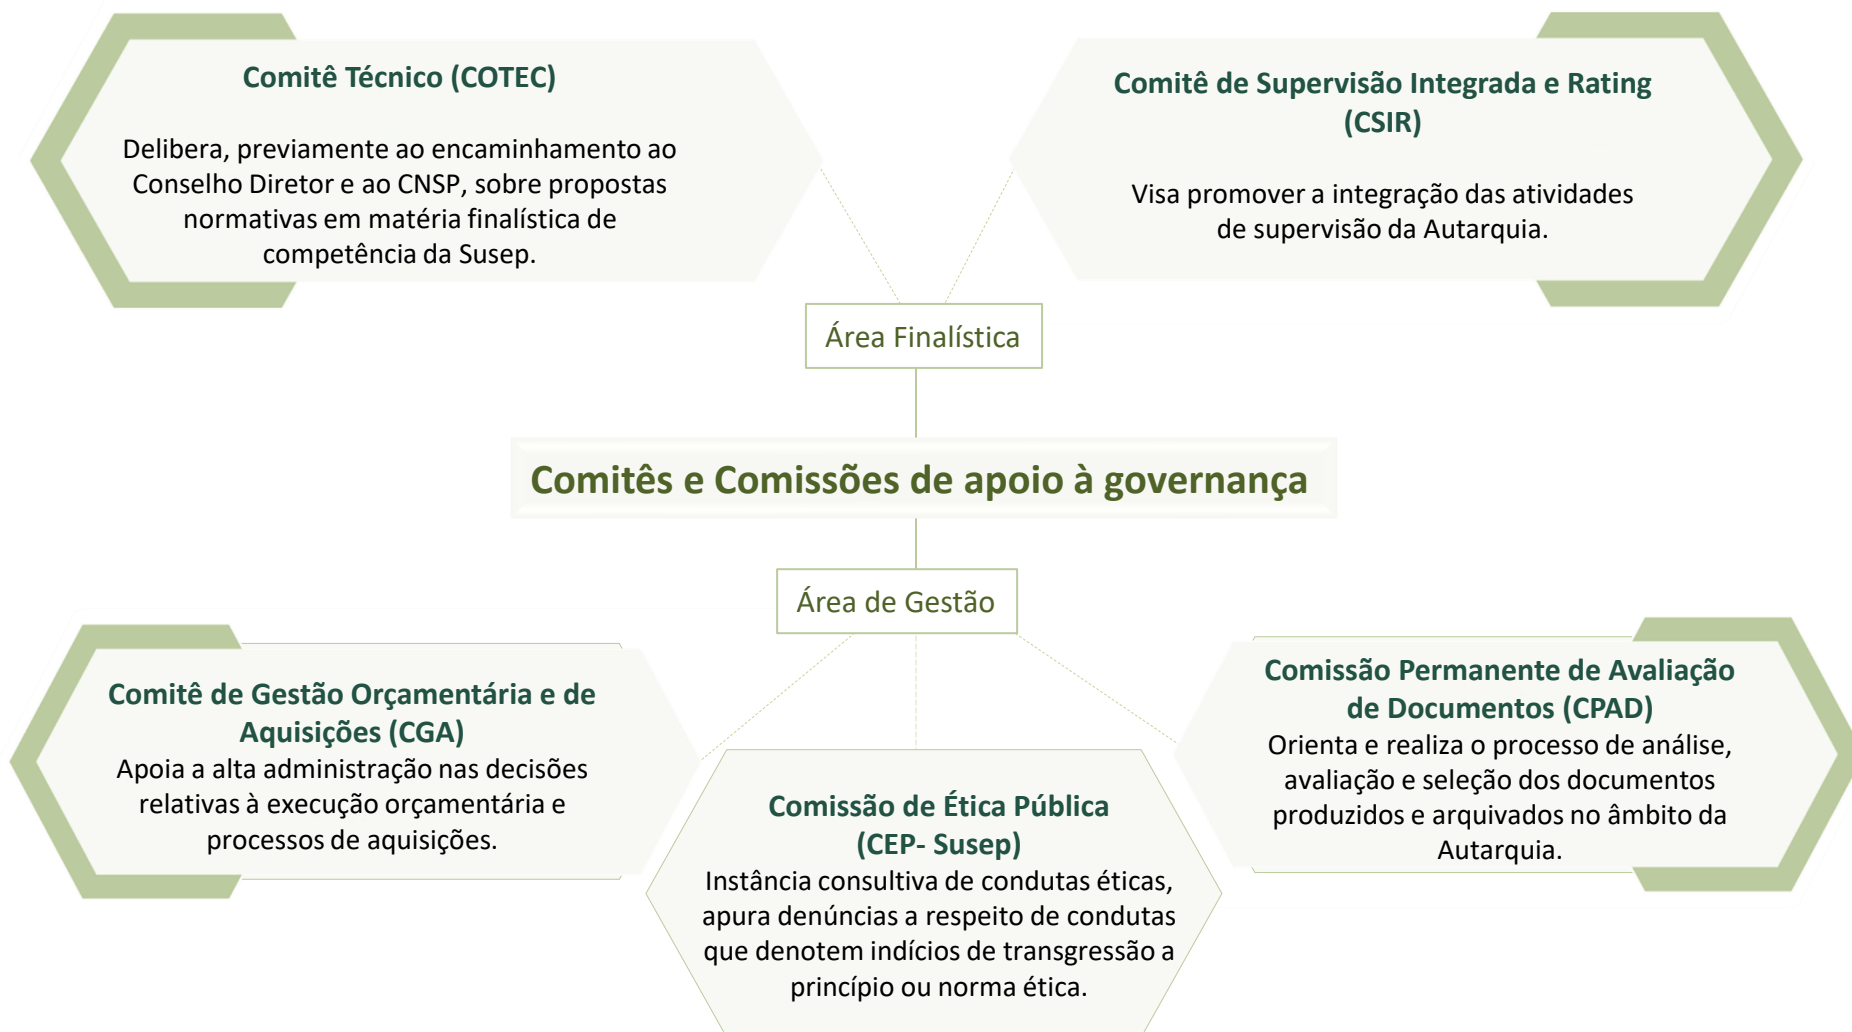 Comitê Técnico (COTEC)
Delibera, previamente ao encaminhamento ao
Conselho Diretor e ao CNSP, sobre propostas
normativas em matéria finalística de
competência da Susep.
Comitê de Supervisão Integrada e Rating
(CSIR)
Visa promover a integração das atividades
de supervisão da Autarquia.
Área Finalística
Comitês e Comissões de apoio à governança
Área de Gestão
Comitê de Gestão Orçamentária e de
Aquisições (CGA)
Apoia a alta administração nas decisões
relativas à execução orçamentária e
processos de aquisições.
Comissão de Ética Pública
(CEP- Susep)
Instância consultiva de condutas éticas,
apura denúncias a respeito de condutas
que denotem indícios de transgressão a
princípio ou norma ética.
Comissão Permanente de Avaliação
de Documentos (CPAD)
Orienta e realiza o processo de análise,
avaliação e seleção dos documentos
produzidos e arquivados no âmbito da
Autarquia.